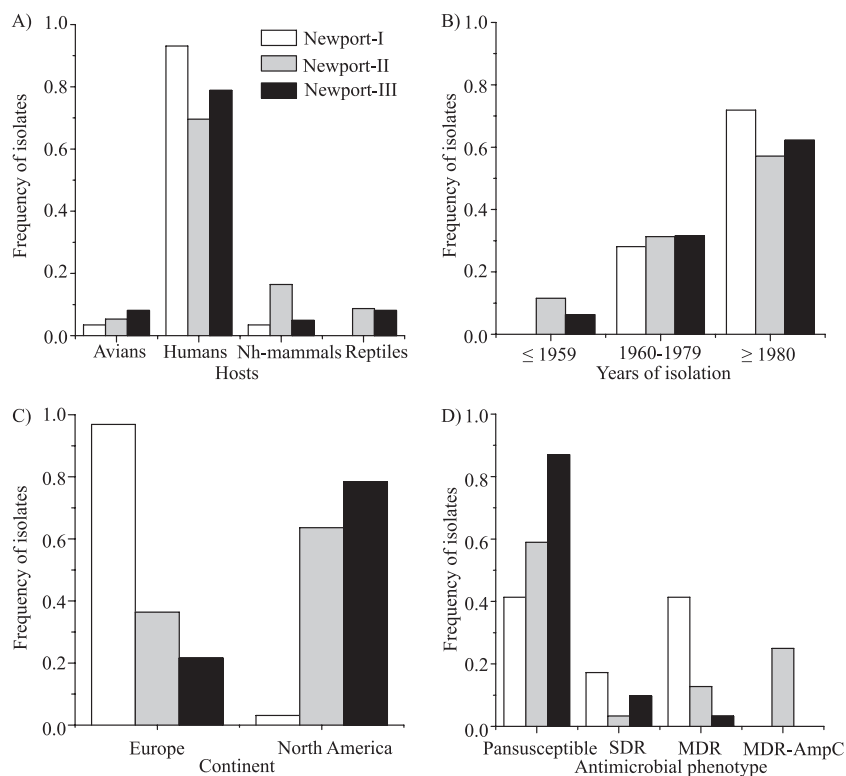 A)
1.0
0.8
0.6
0.4
0.2
0.0
Frequency of isolates
Newport-I
Newport-II
Newport-III
Avians Humans Nh-mammals Reptiles
Hosts
B)
1.0
0.8
0.6
0.4
0.2
0.0
Frequency of isolates
≤ 1959 1960-1979 ≥ 1980
Years of isolation
C)
1.0
0.8
0.6
0.4
0.2
0.0
Frequency of isolates
Europe North America
Continent
D)
1.0
0.8
0.6
0.4
0.2
0.0
Frequency of isolates
Pansusceptible SDR MDR MDR-AmpC
Antimicrobial phenotype